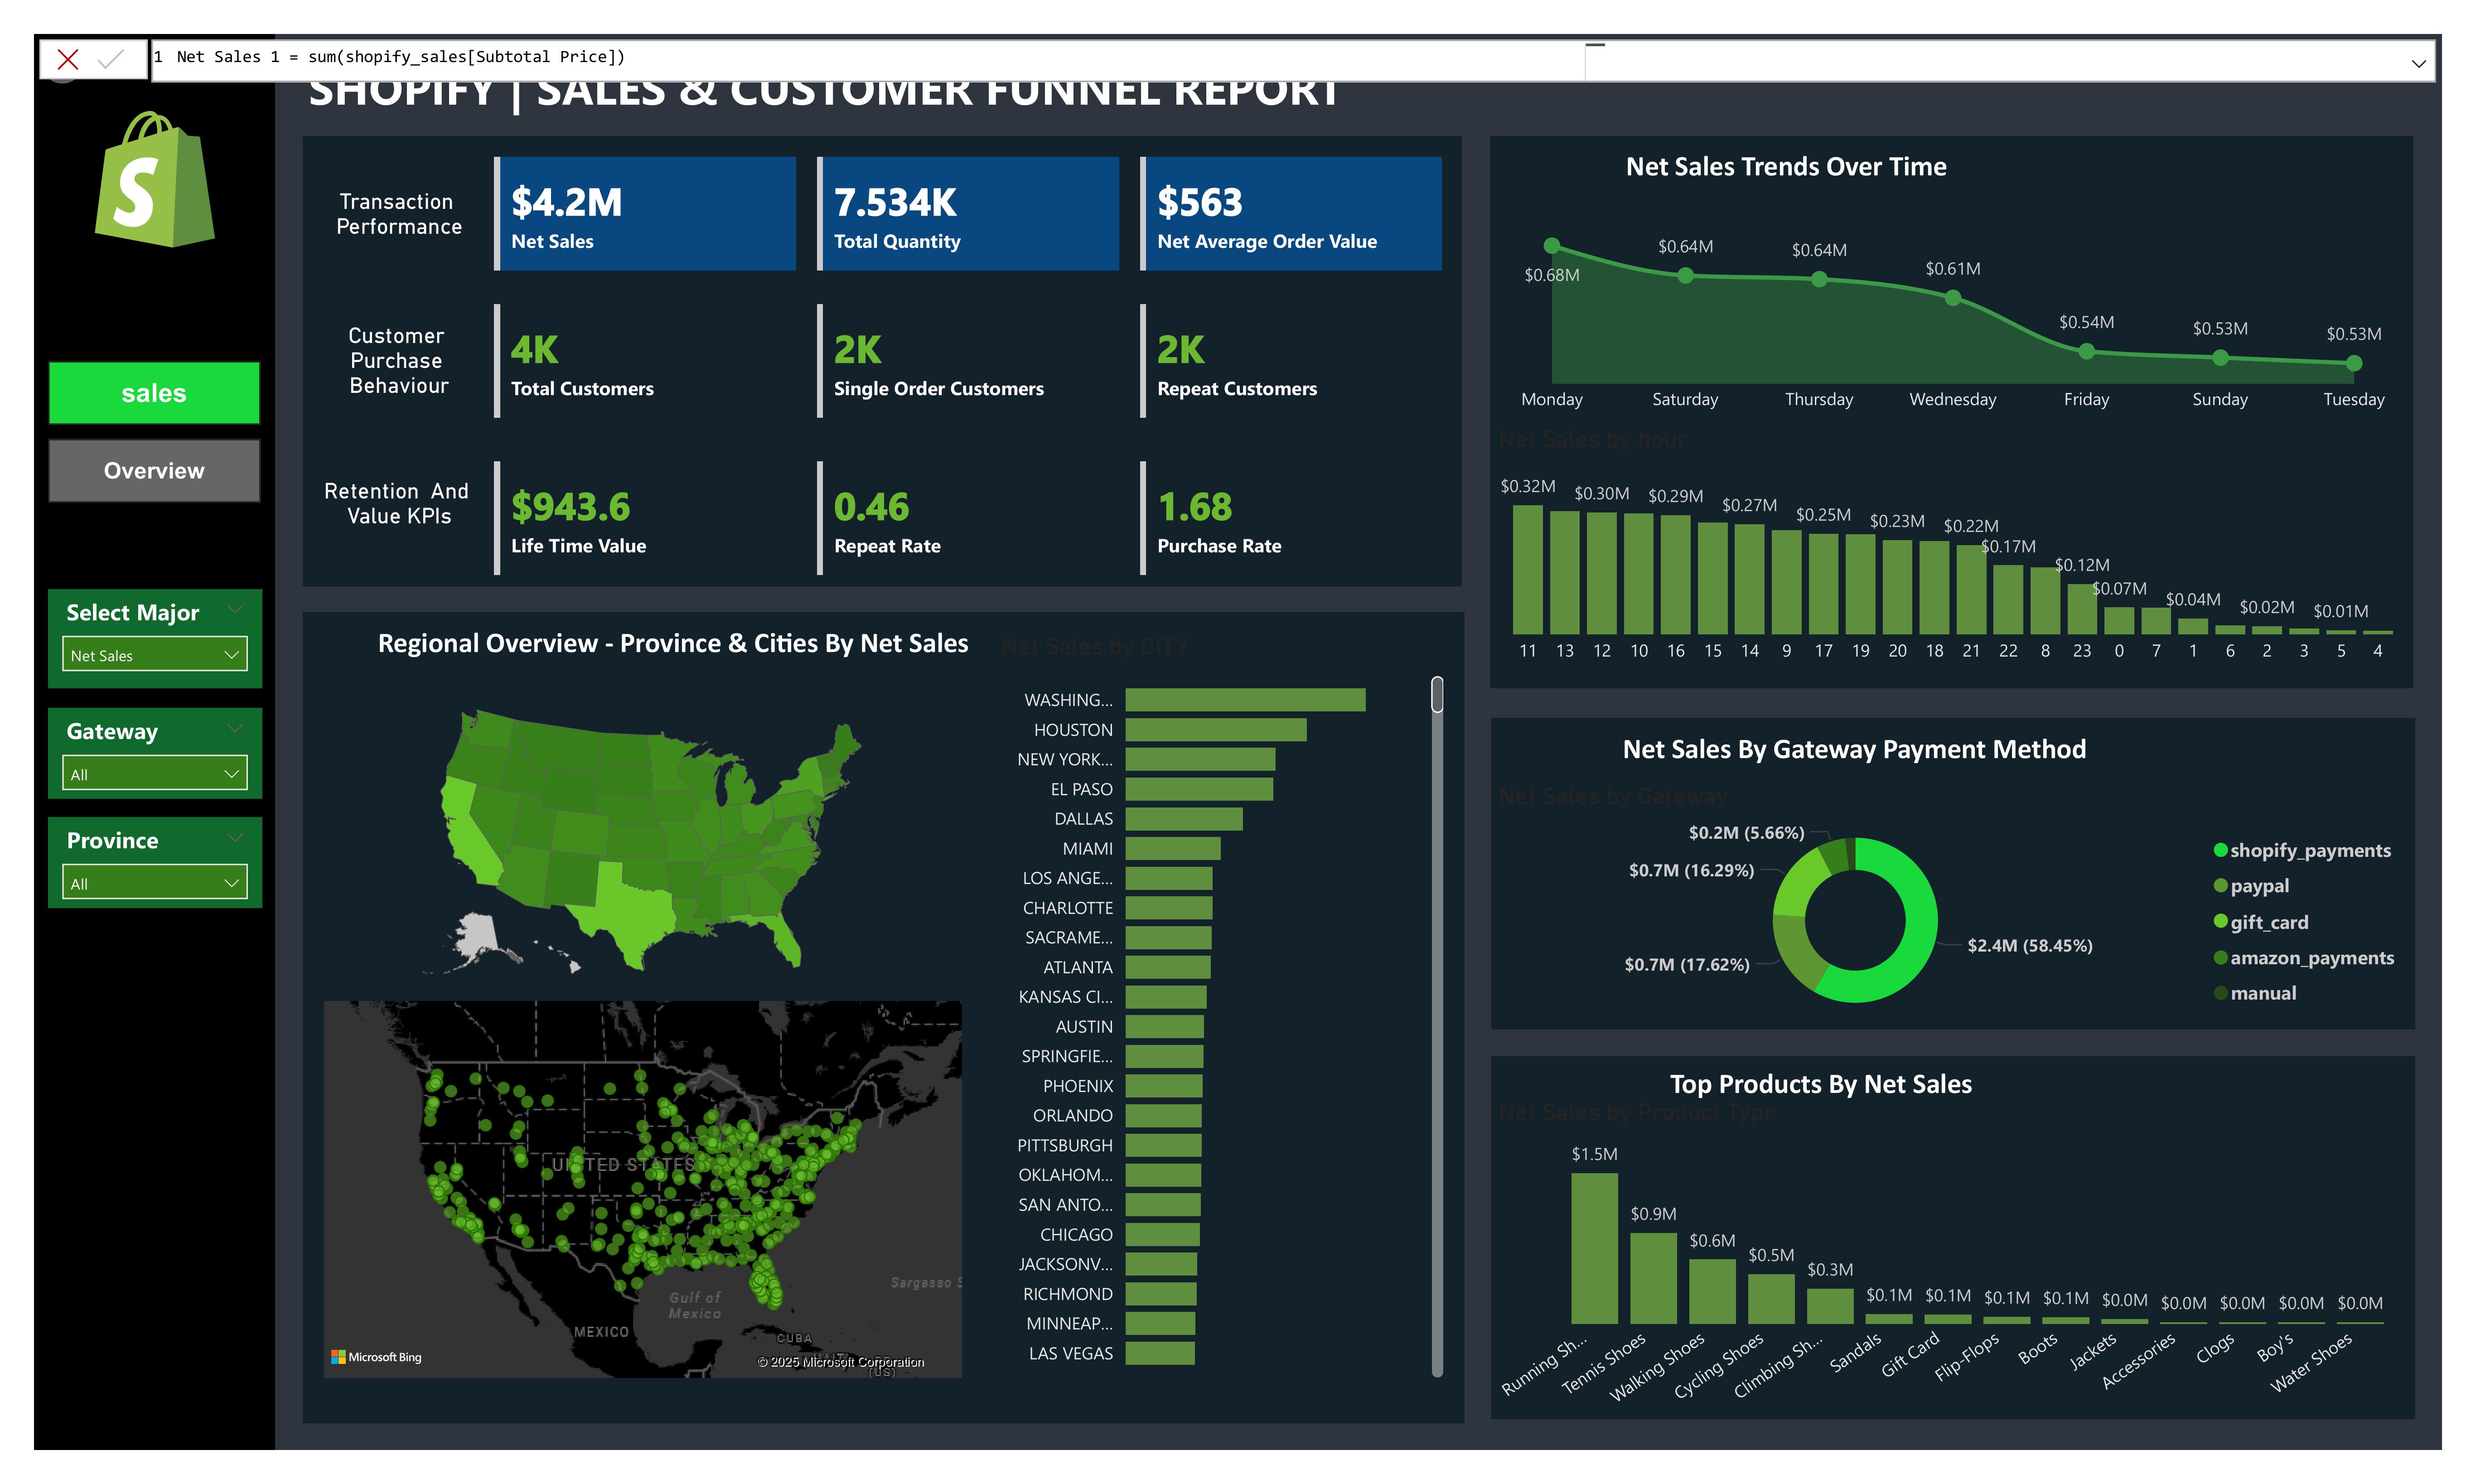 1 Net Sales 1 = sum(shopify_sales[Subtotal Price])
SHOPIFY | SALES & CUSTOMER FUNNEL REPORT
S
sales
Overview
Select Major
Net Sales
Gateway
All
Province
All
Transaction
Performance
$4.2M
Net Sales
7.534K
Total Quantity
$563
Net Average Order Value
Customer
Purchase
Behaviour
4K
Total Customers
2K
Single Order Customers
2K
Repeat Customers
Retention And
Value KPIs
$943.6
Life Time Value
0.46
Repeat Rate
1.68
Purchase Rate
Regional Overview - Province & Cities By Net Sales
Net Sales by CITY
WASHING...
HOUSTON
NEW YORK...
EL PASO
DALLAS
MIAMI
LOS ANGE...
CHARLOTTE
SACRAME...
ATLANTA
KANSAS CI...
AUSTIN
SPRINGFIE...
PHOENIX
ORLANDO
PITTSBURGH
OKLAHOM...
SAN ANTO...
CHICAGO
JACKSONV...
RICHMOND
MINNEAP...
LAS VEGAS
UNITED STATES
Sargasso S
Gulf of
Mexico
MEXICO
CUBA
(US)
Microsoft Bing
© 2025 Microsoft Corporation
Net Sales Trends Over Time
$0.68M
$0.64M
$0.64M
$0.61M
$0.54M
$0.53M
$0.53M
Monday Saturday Thursday Wednesday Friday Sunday Tuesday
Net Sales by hour
$0.32M $0.30M $0.29M $0.27M $0.25M $0.23M $0.22M $0.17M $0.12M $0.07M $0.04M $0.02M $0.01M
11 13 12 10 16 15 14 9 17 19 20 18 21 22 8 23 0 7 1 6 2 3 5 4
Net Sales By Gateway Payment Method
Net Sales by Gateway
$0.2M (5.66%)
$0.7M (16.29%)
$0.7M (17.62%)
$2.4M (58.45%)
shopify_payments
paypal
gift_card
amazon_payments
manual
Top Products By Net Sales
Net Sales by Product Type
$1.5M $0.9M $0.6M $0.5M $0.3M $0.1M $0.1M $0.1M $0.1M $0.0M $0.0M $0.0M $0.0M $0.0M
Running Sh... Tennis Shoes Walking Shoes Cycling Shoes Climbing Sh... Sandals Gift Card Flip-Flops Boots Jackets Accessories Clogs Boy's Water Shoes